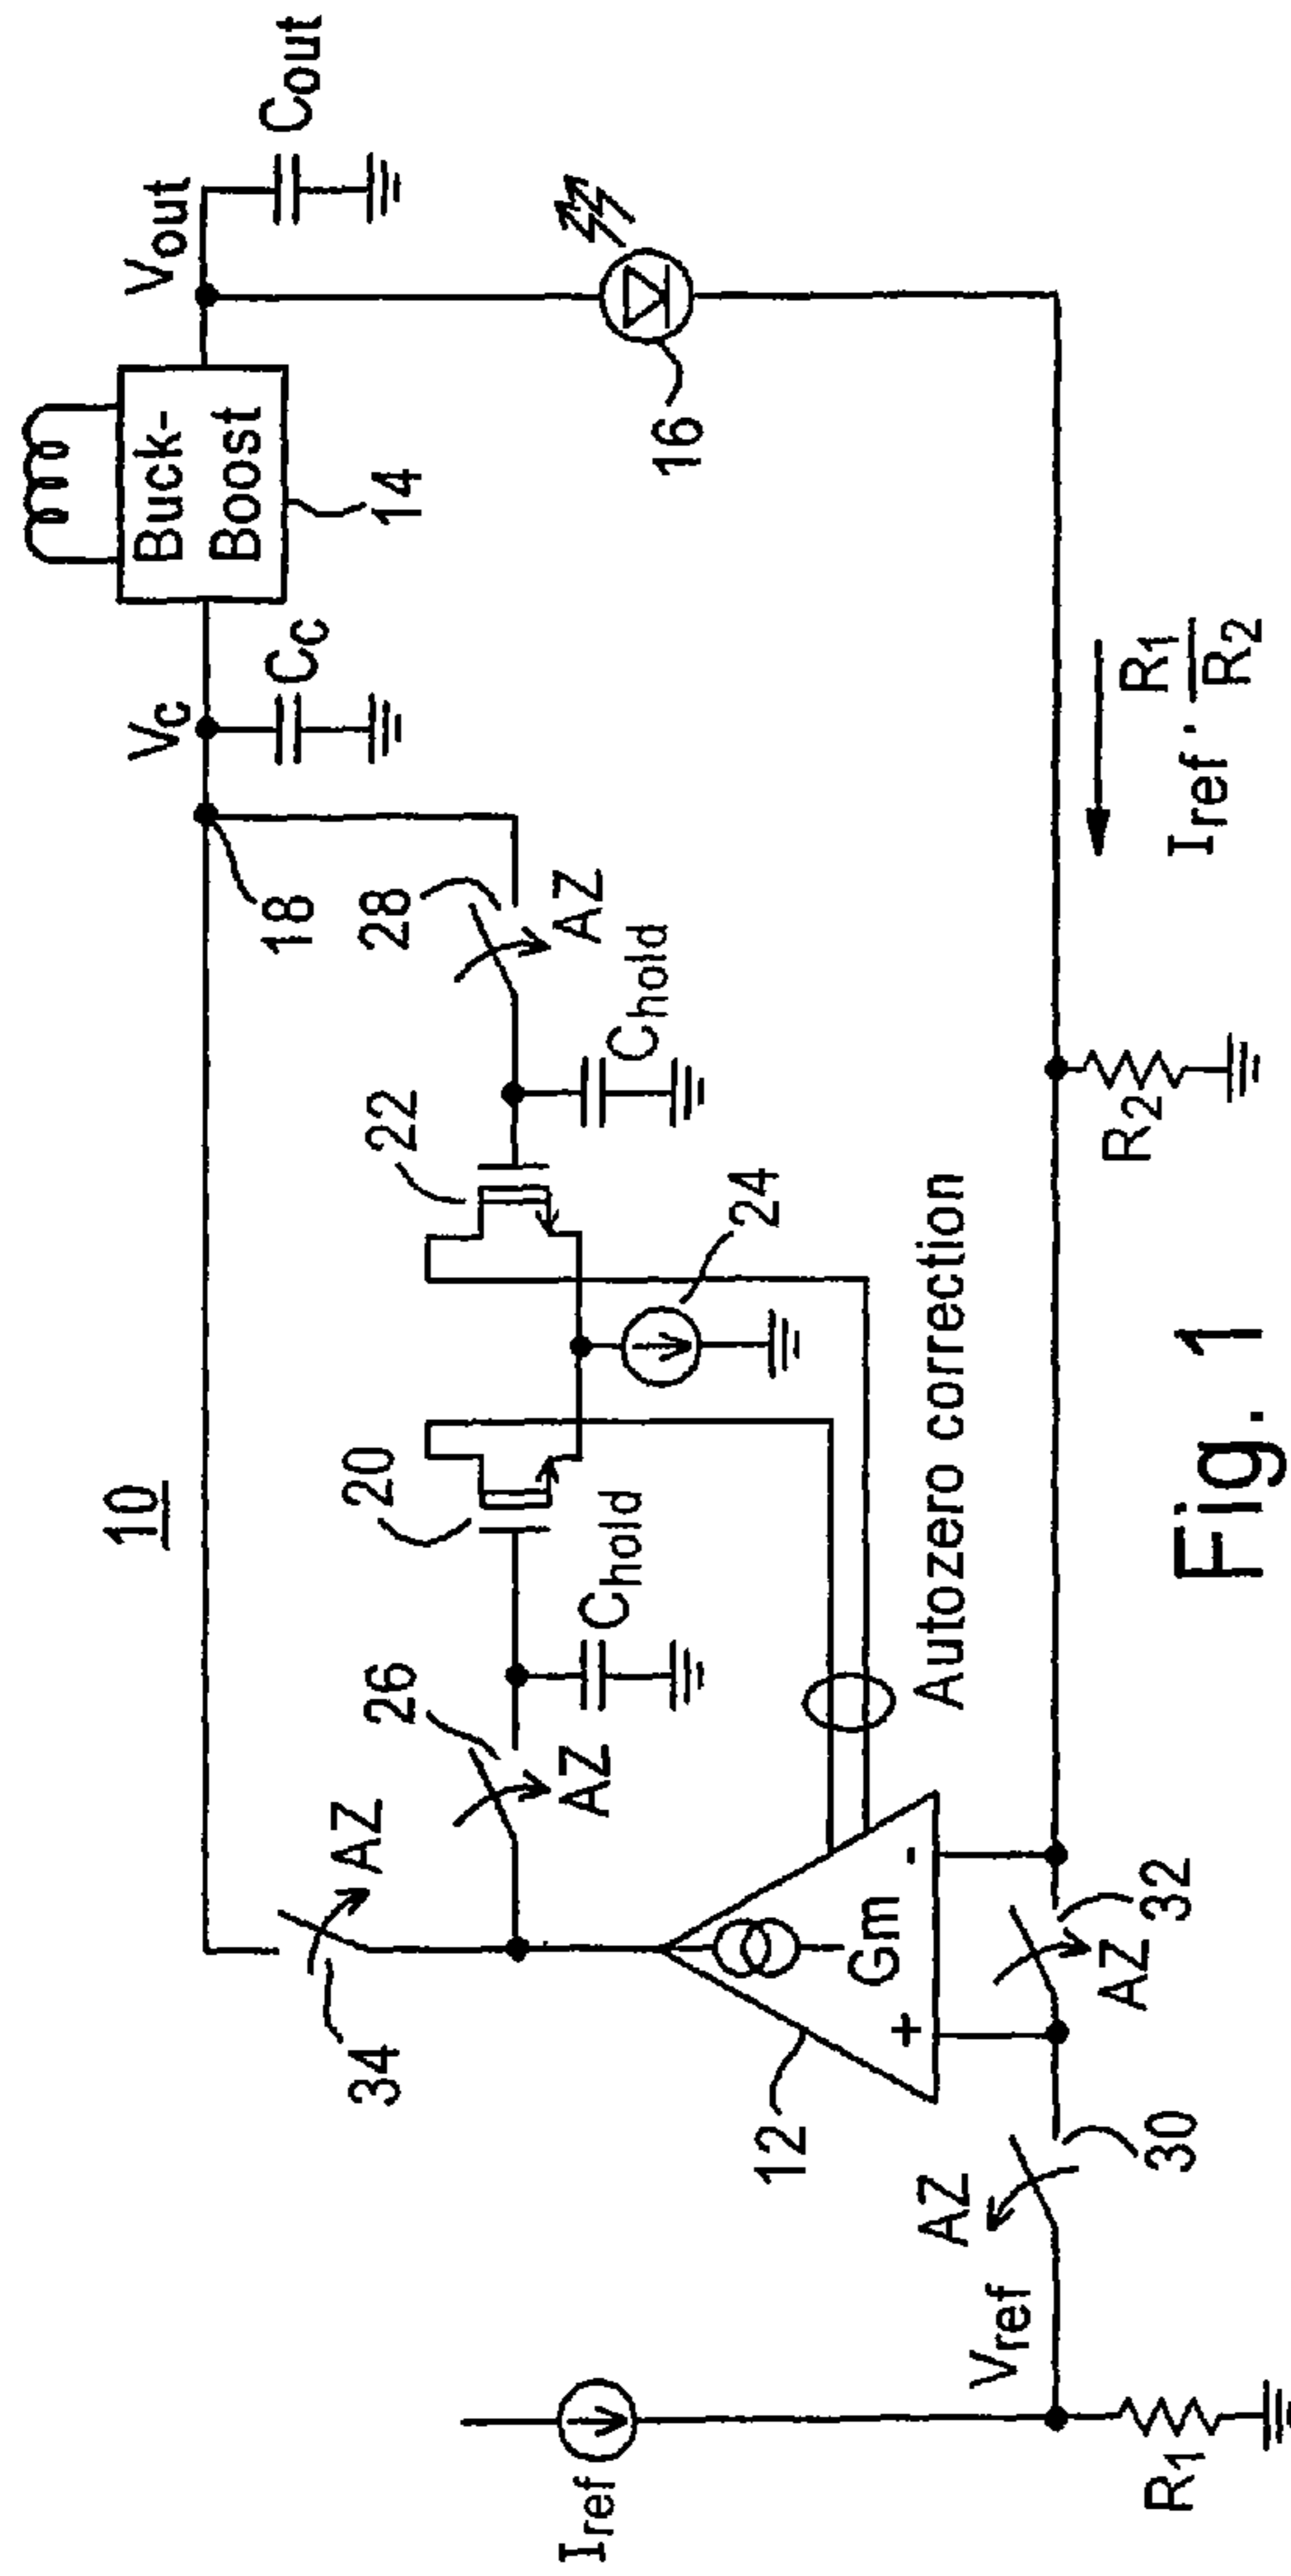 10
Vout
Cout
Buck-
Boost
14
Vc
Cc
18
16
34
AZ
26
AZ
Chold
20
22
24
28
AZ
Chold
Autozero correction
12
Gm
+
-
Iref
Vref
AZ
30
32
AZ
R1
R2
Iref · R1
R2
Fig. 1